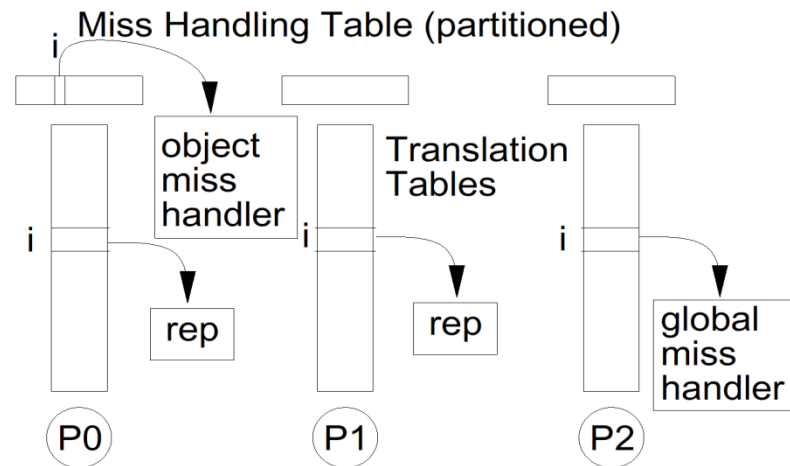 Miss Handling Table (partitioned)
i
object
miss
handler
Translation
Tables
i
i
i
rep
rep
global
miss
handler
P0
P1
P2